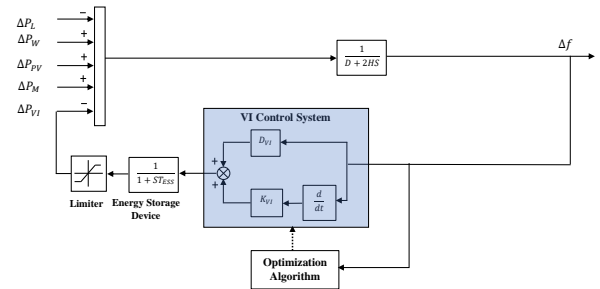 ΔP_L
−
ΔP_W
+
ΔP_PV
+
ΔP_M
+
ΔP_VI
−
1
D + 2HS
Δf
VI Control System
D_VI
+
+
K_VI
d
dt
1
1 + ST_ESS
Limiter
Energy Storage
Device
Optimization
Algorithm